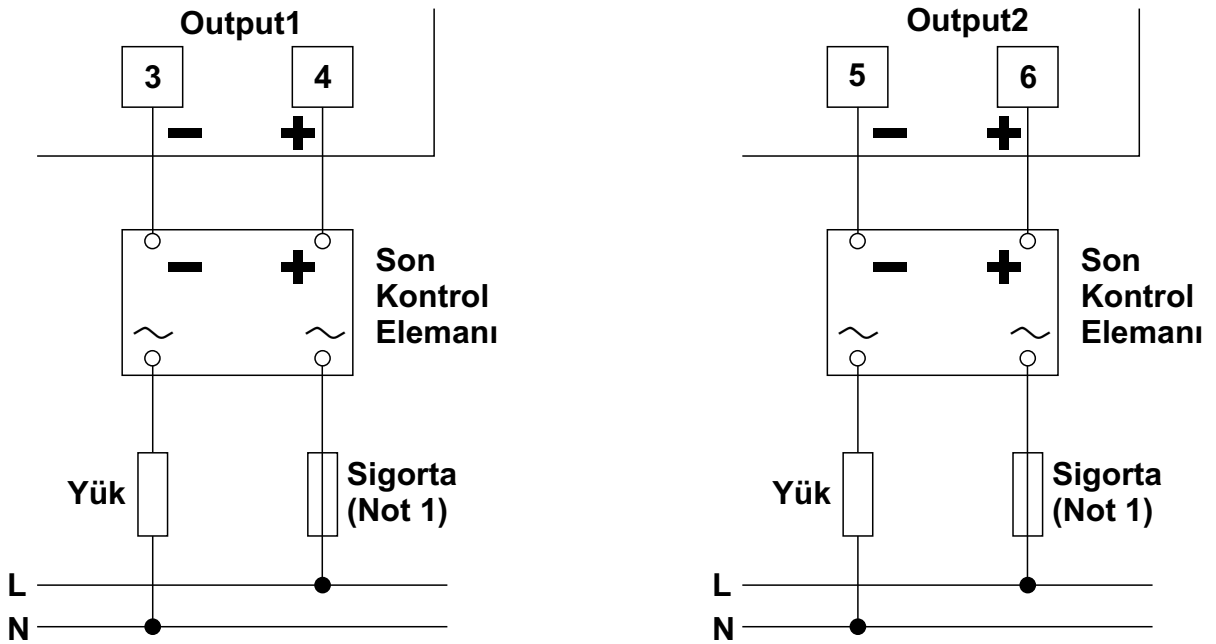 Output1
3
4
Son
Kontrol
Elemanı
Yük
Sigorta
(Not 1)
L
N
Output2
5
6
Son
Kontrol
Elemanı
Yük
Sigorta
(Not 1)
L
N